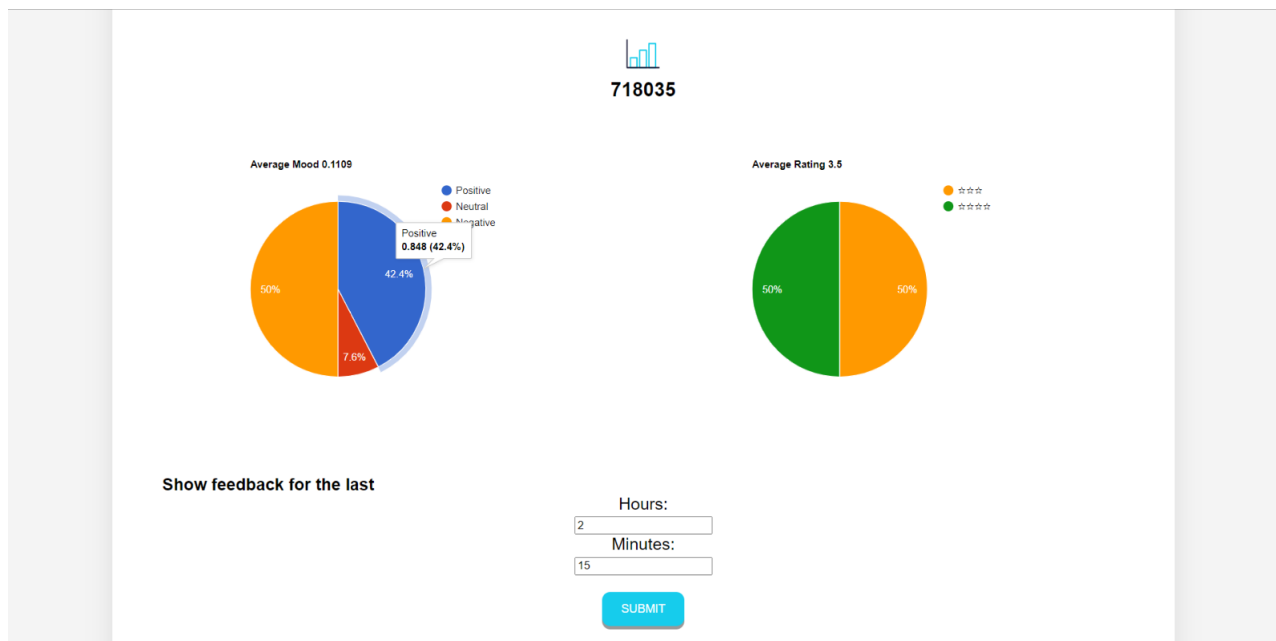 718035
Average Mood 0.1109
Positive
Neutral
Negative
Positive
0.848 (42.4%)
42.4%
50%
7.6%
Average Rating 3.5
☆☆☆
☆☆☆☆
50%
50%
Show feedback for the last
Hours:
2
Minutes:
15
SUBMIT